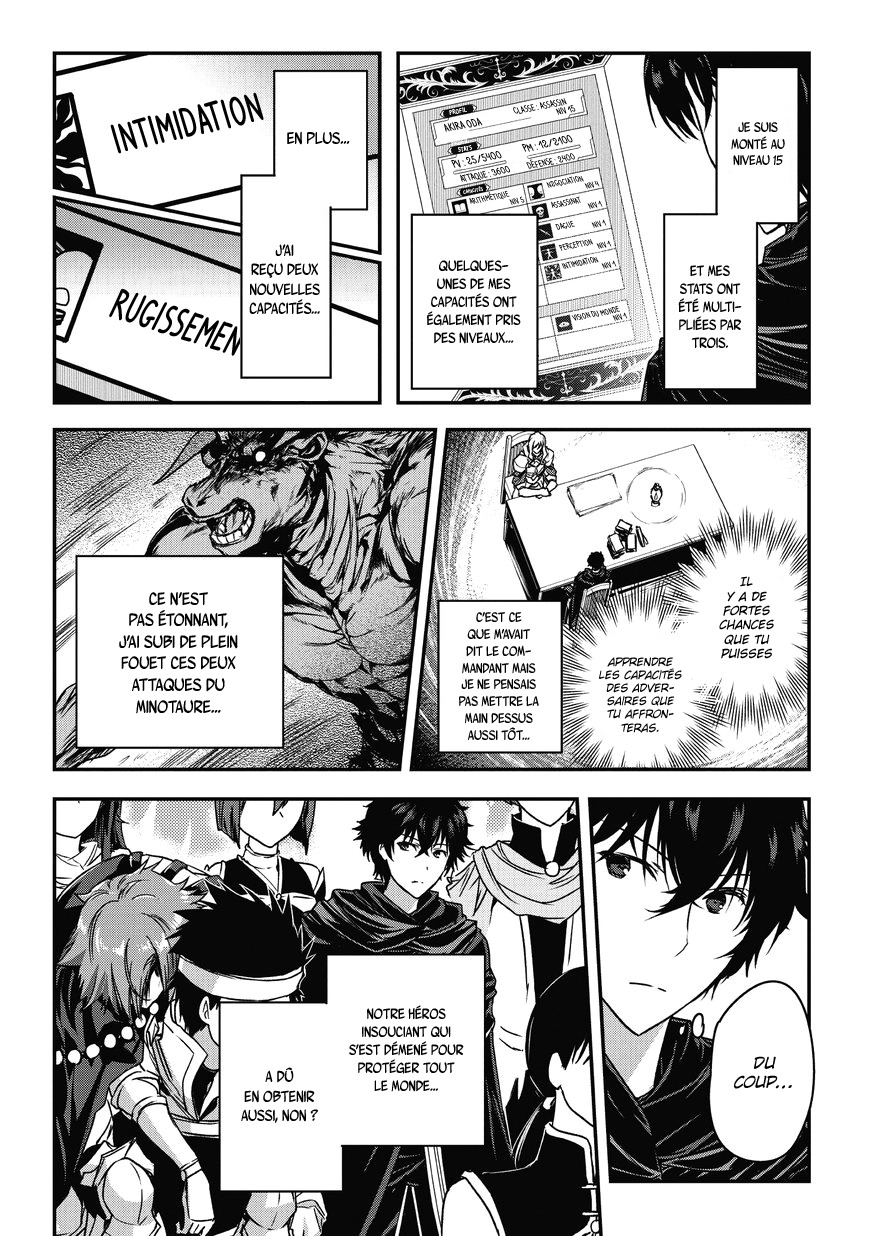 JE SUIS
MONTÉ AU
NIVEAU 15
ET MES
STATS ONT
ÉTÉ MULTI-
PLIÉES PAR
TROIS.
PROFIL
AKIRA ODA
CLASSE : ASSASSIN
NIV 15
STATS
PV : 25/5400
PM : 12/2100
ATTAQUE : 3600
DÉFENSE : 2400
CAPACITÉS
ARITHMÉTIQUE
NIV 5
NÉGOCIATION
NIV 4
ASSASSINAT
NIV 1
DAGUE
NIV 1
PERCEPTION
NIV 1
INTIMIDATION
NIV 1
VISION DU MONDE
NIV 1
QUELQUES-
UNES DE MES
CAPACITÉS ONT
ÉGALEMENT PRIS
DES NIVEAUX...
EN PLUS...
INTIMIDATION
J'AI
REÇU DEUX
NOUVELLES
CAPACITÉS...
RUGISSEMEN
IL
Y A DE
FORTES
CHANCES
QUE TU
PUISSES
APPRENDRE
LES CAPACITÉS
DES ADVER-
SAIRES QUE
TU AFFRON-
TERAS.
C'EST CE
QUE M'AVAIT
DIT LE COM-
MANDANT MAIS
JE NE PENSAIS
PAS METTRE LA
MAIN DESSUS
AUSSI TÔT...
CE N'EST
PAS ÉTONNANT,
J'AI SUBI DE PLEIN
FOUET CES DEUX
ATTAQUES DU
MINOTAURE...
DU
COUP...
NOTRE HÉROS
INSOUCIANT QUI
S'EST DÉMENÉ POUR
PROTÉGER TOUT
LE MONDE...
A DÛ
EN OBTENIR
AUSSI, NON ?